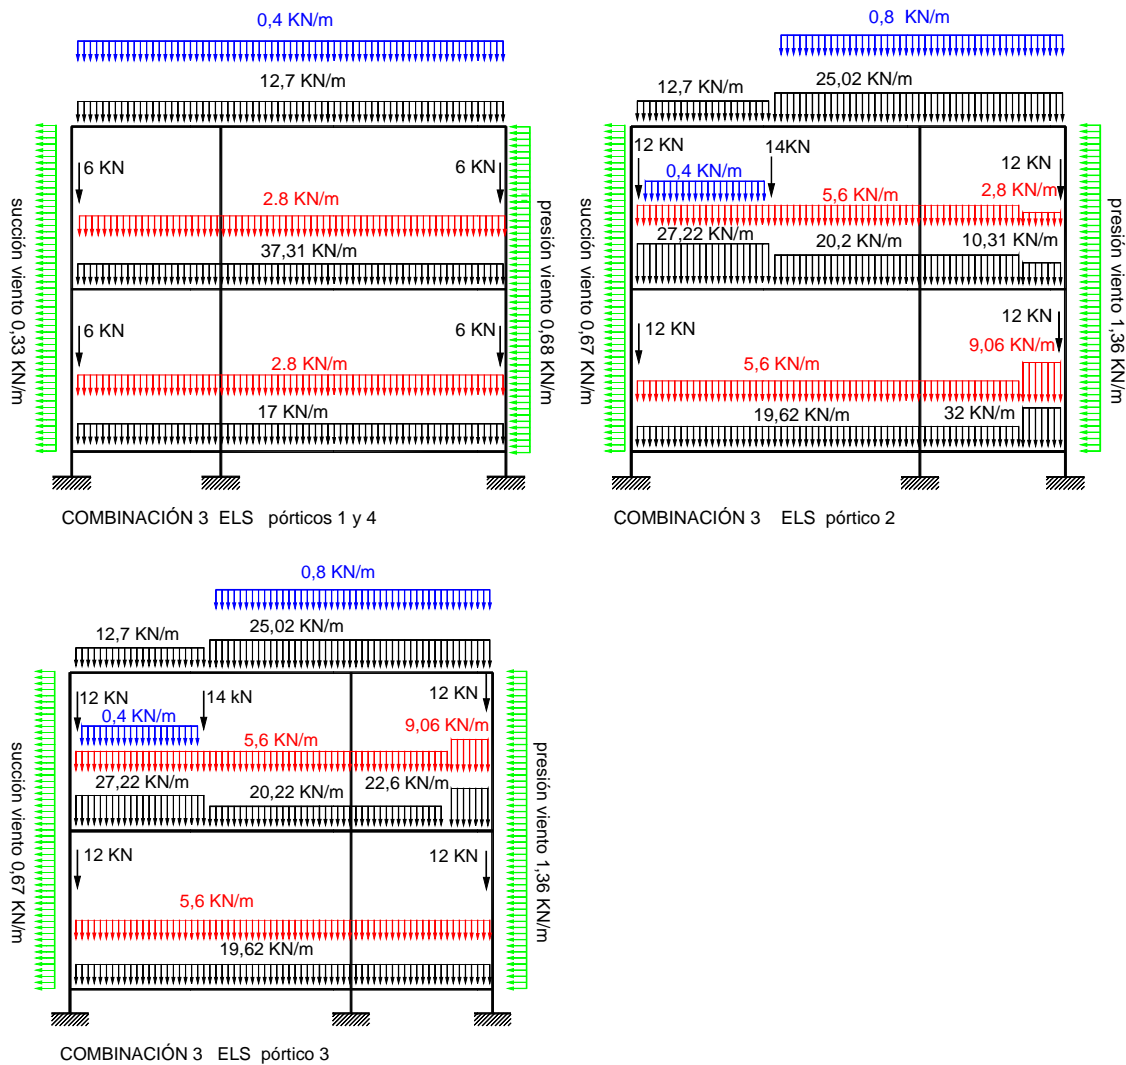 0,4 KN/m
12,7 KN/m
6 KN
6 KN
2.8 KN/m
37,31 KN/m
6 KN
6 KN
2.8 KN/m
17 KN/m
succión viento 0,33 KN/m
presión viento 0,68 KN/m
COMBINACIÓN 3 ELS pórticos 1 y 4
0,8 KN/m
12,7 KN/m
25,02 KN/m
12 KN
14KN
12 KN
0,4 KN/m
5,6 KN/m
2,8 KN/m
27,22 KN/m
20,2 KN/m
10,31 KN/m
12 KN
12 KN
9,06 KN/m
5,6 KN/m
19,62 KN/m
32 KN/m
succión viento 0,67 KN/m
presión viento 1,36 KN/m
COMBINACIÓN 3 ELS pórtico 2
0,8 KN/m
12,7 KN/m
25,02 KN/m
12 KN
14 kN
12 KN
0,4 KN/m
5,6 KN/m
9,06 KN/m
27,22 KN/m
20,22 KN/m
22,6 KN/m
12 KN
12 KN
5,6 KN/m
19,62 KN/m
succión viento 0,67 KN/m
presión viento 1,36 KN/m
COMBINACIÓN 3 ELS pórtico 3